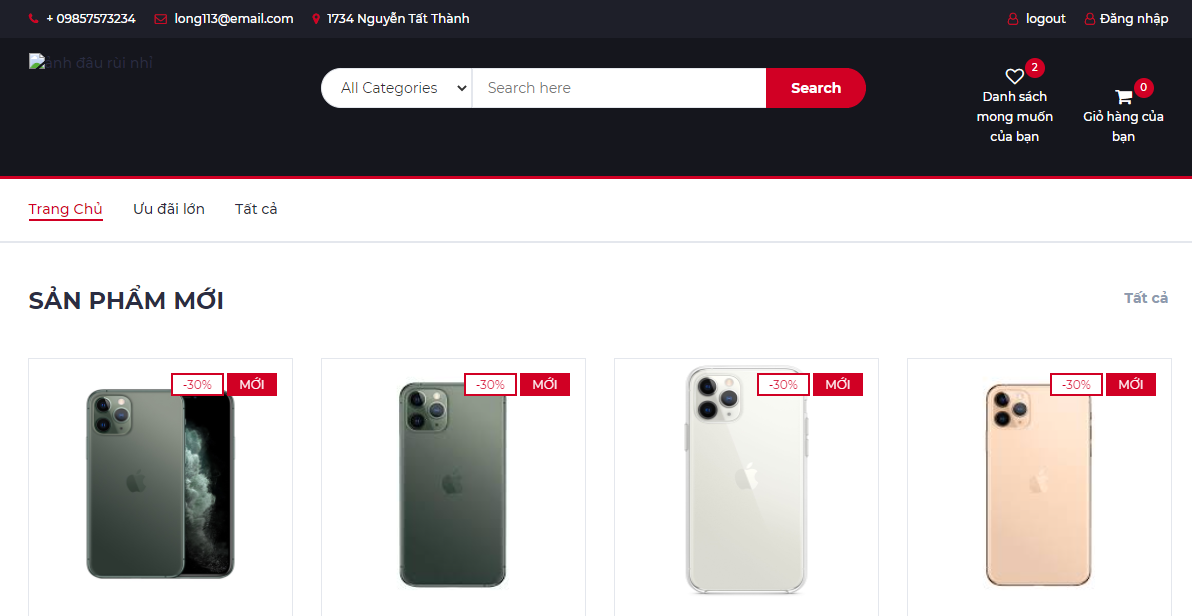 + 09857573234 long113@email.com 1734 Nguyễn Tất Thành logout Đăng nhập
ảnh đâu rùi nhỉ
All Categories Search here Search
2
Danh sách
mong muốn
của bạn
0
Giỏ hàng của
bạn
Trang Chủ Ưu đãi lớn Tất cả
SẢN PHẨM MỚI Tất cả
-30% MỚI -30% MỚI -30% MỚI -30% MỚI